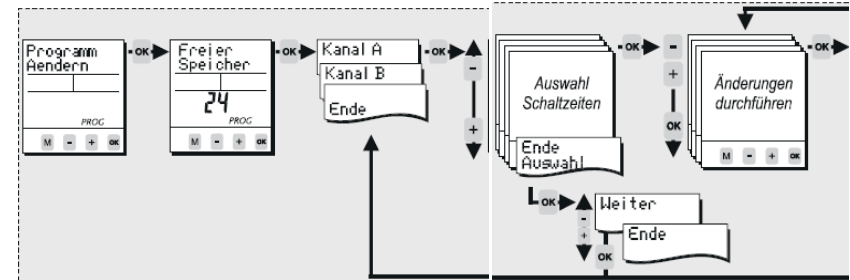 Programm
Aendern
PROG
M - + OK
OK
Freier
Speicher
24
PROG
M - + OK
OK
Kanal A
Kanal B
Ende
OK
-
+
Auswahl
Schaltzeiten
Ende
Auswahl
OK
-
+
OK
Änderungen
durchführen
M - + OK
OK
OK
-
+
OK
Weiter
Ende